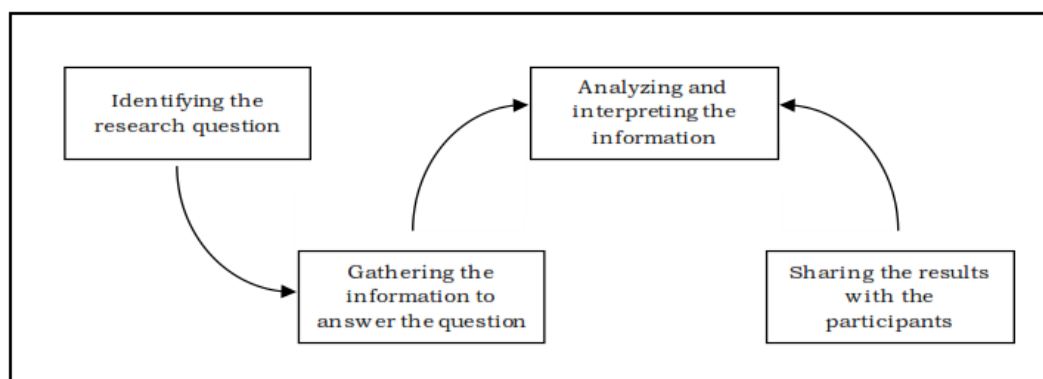 Identifying the
research question
Analyzing and
interpreting the
information
Gathering the
information to
answer the question
Sharing the results
with the
participants